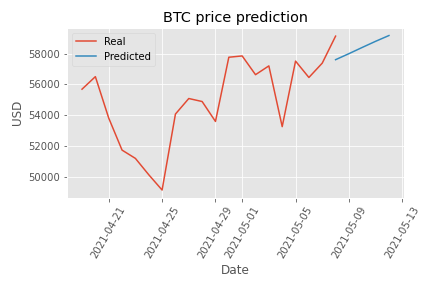 BTC price prediction
Real
Predicted
USD
58000
56000
54000
52000
50000
2021-04-21
2021-04-25
2021-04-29
2021-05-01
2021-05-05
2021-05-09
2021-05-13
Date